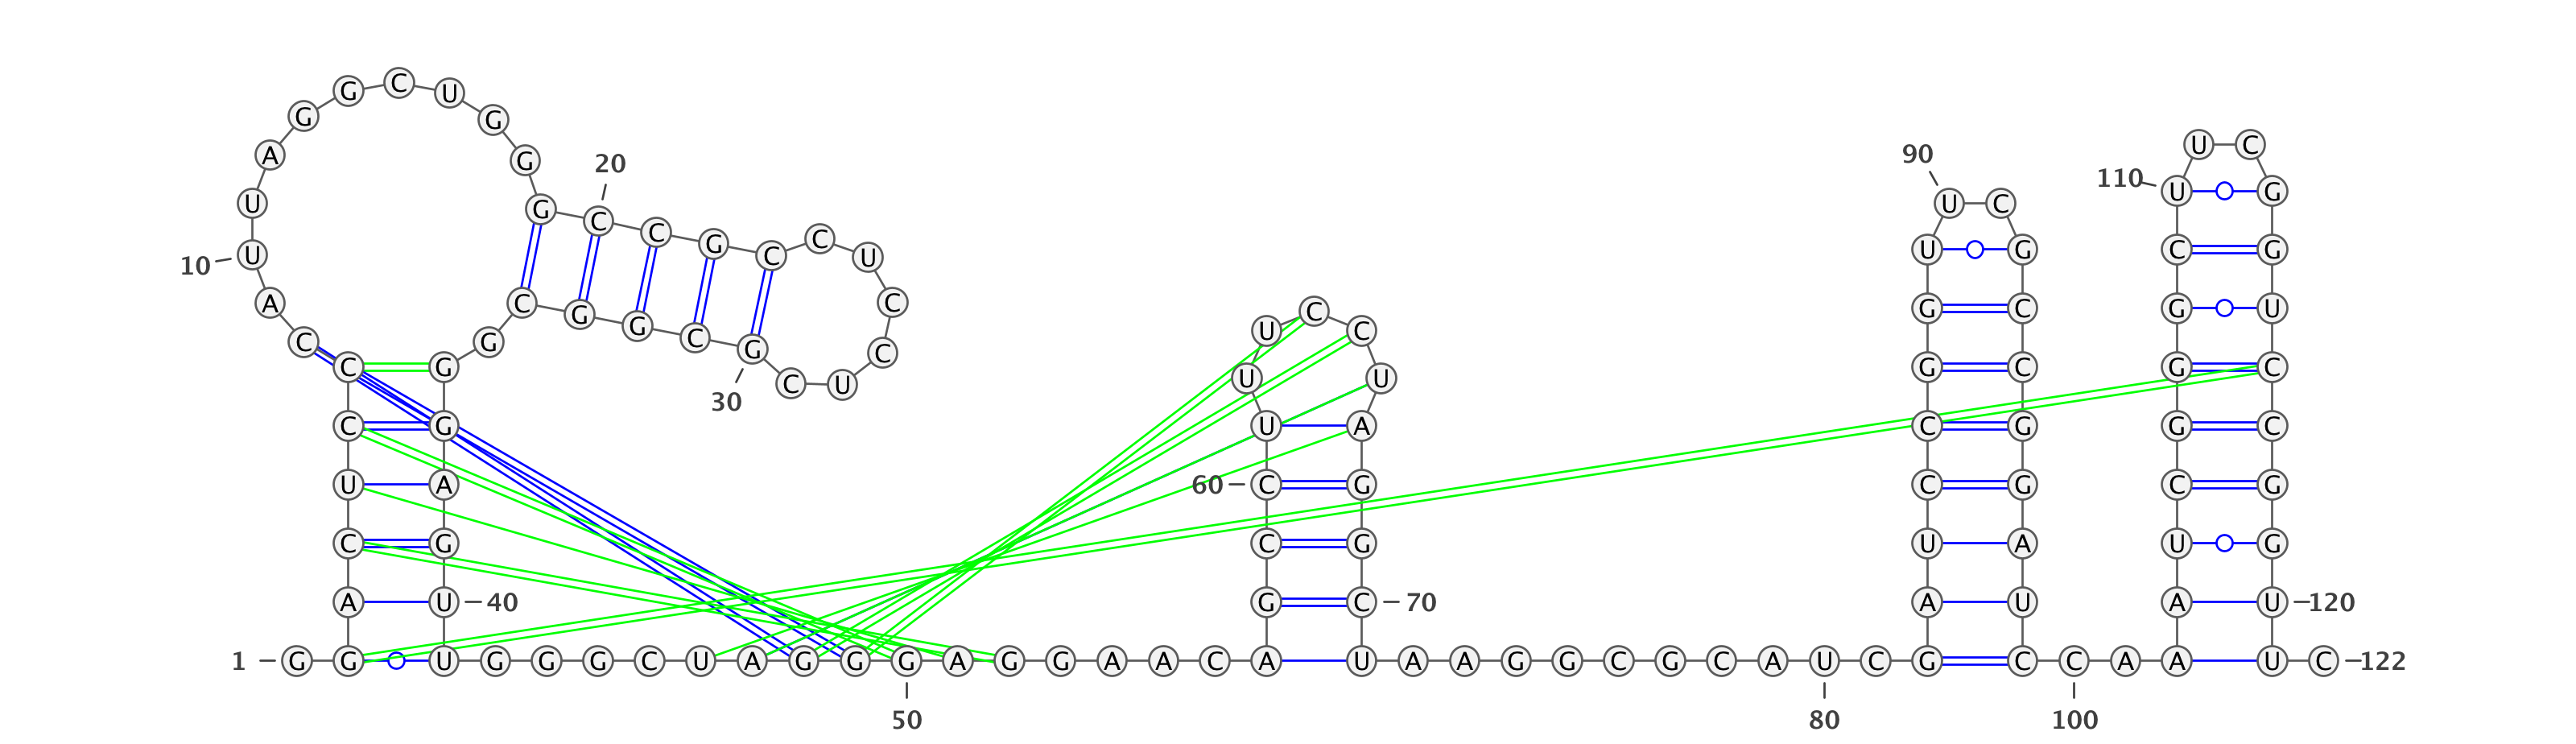 1
G G A C U C C C A
10
U U A G G C U G G G
20
C C G C C U C C U C
30
G C G G C G G G A G
40
U U G G G C U A G G
50
G A G G A A C A G C
60
C U U U C C U A G G
70
C U A A G G C G C A
80
U C G A U C C G G U
90
U C G C C G G A U C
100
C A A A U C G G G C
110
U U C G G U C C G G
120
U U C
122